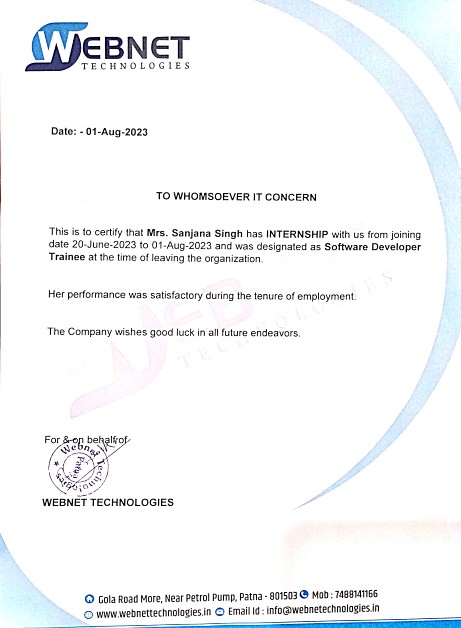 WEBNET
TECHNOLOGIES
Date: - 01-Aug-2023
TO WHOMSOEVER IT CONCERN
This is to certify that Mrs. Sanjana Singh has INTERNSHIP with us from joining
date 20-June-2023 to 01-Aug-2023 and was designated as Software Developer
Trainee at the time of leaving the organization.
Her performance was satisfactory during the tenure of employment.
The Company wishes good luck in all future endeavors.
WEB
TECHNOLOGIES
For & on behalf of
Webnet Technologies
Patna
WEBNET TECHNOLOGIES
Gola Road More, Near Petrol Pump, Patna - 801503 Mob : 7488141166
www.webnettechnologies.in Email Id : info@webnetechnologies.in